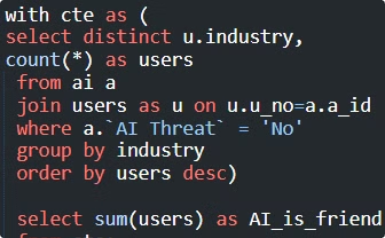 with cte as (
select distinct u.industry,
count(*) as users
from ai a
join users as u on u.u_no=a.a_id
where a.`AI Threat` = 'No'
group by industry
order by users desc)
select sum(users) as AI_is_friend